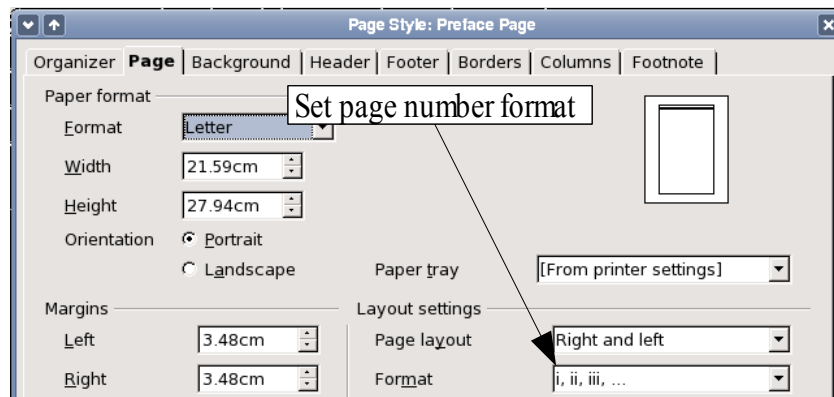 Page Style: Preface Page
Organizer Page Background Header Footer Borders Columns Footnote
Paper format
Set page number format
Format Letter
Width 21.59cm
Height 27.94cm
Orientation Portrait
Landscape Paper tray [From printer settings]
Margins Layout settings
Left 3.48cm Page layout Right and left
Right 3.48cm Format i, ii, iii, ...